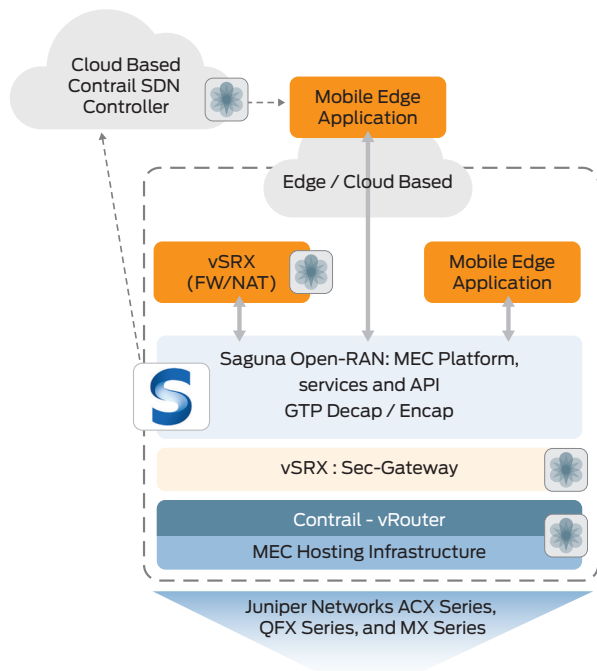 Cloud Based
Contrail SDN
Controller
Mobile Edge
Application
Edge / Cloud Based
vSRX
(FW/NAT)
Mobile Edge
Application
Saguna Open-RAN: MEC Platform,
services and API
GTP Decap / Encap
S
vSRX : Sec-Gateway
Contrail - vRouter
MEC Hosting Infrastructure
Juniper Networks ACX Series,
QFX Series, and MX Series